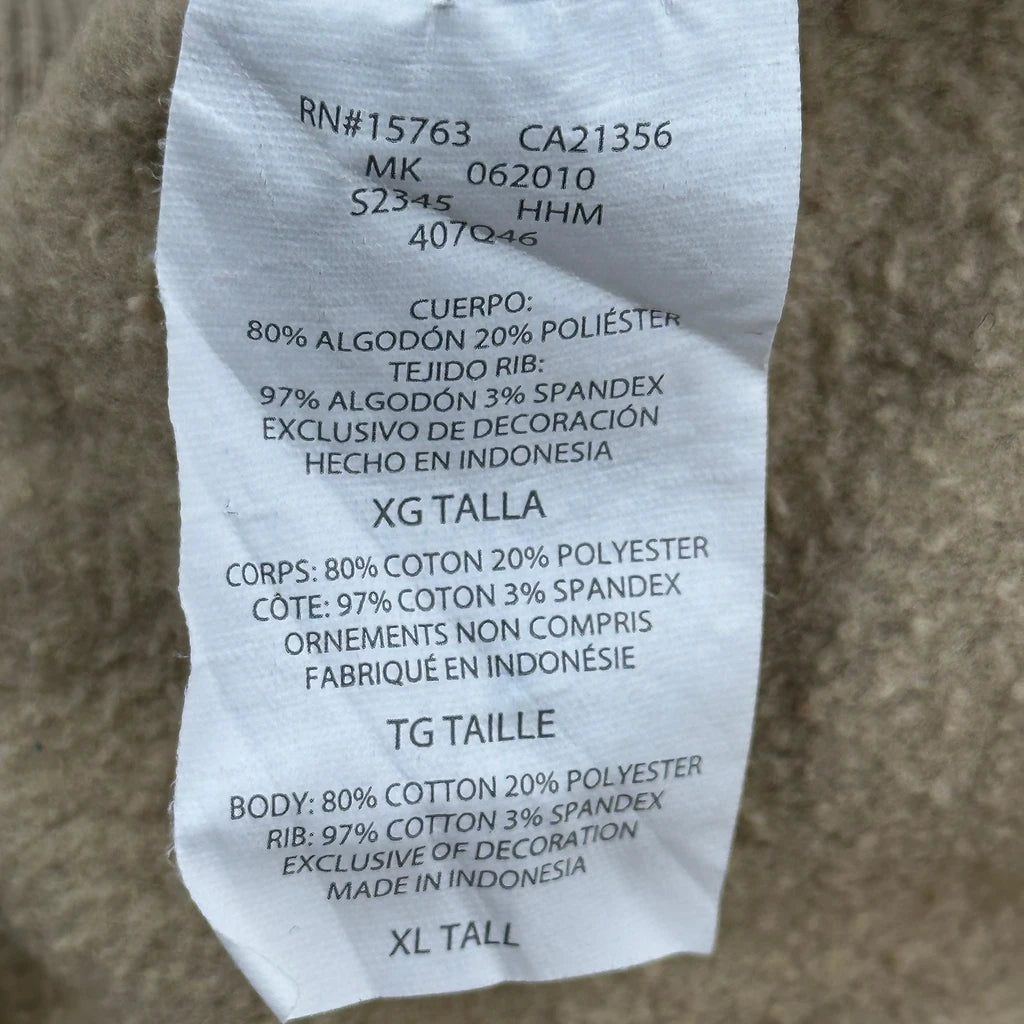 RN#15763 CA21356
MK 062010
S2345 HHM
407Q46
CUERPO:
80% ALGODÓN 20% POLIÉSTER
TEJIDO RIB:
97% ALGODÓN 3% SPANDEX
EXCLUSIVO DE DECORACIÓN
HECHO EN INDONESIA
XG TALLA
CORPS: 80% COTON 20% POLYESTER
CÔTE: 97% COTON 3% SPANDEX
ORNEMENTS NON COMPRIS
FABRIQUÉ EN INDONÉSIE
TG TAILLE
BODY: 80% COTTON 20% POLYESTER
RIB: 97% COTTON 3% SPANDEX
EXCLUSIVE OF DECORATION
MADE IN INDONESIA
XL TALL